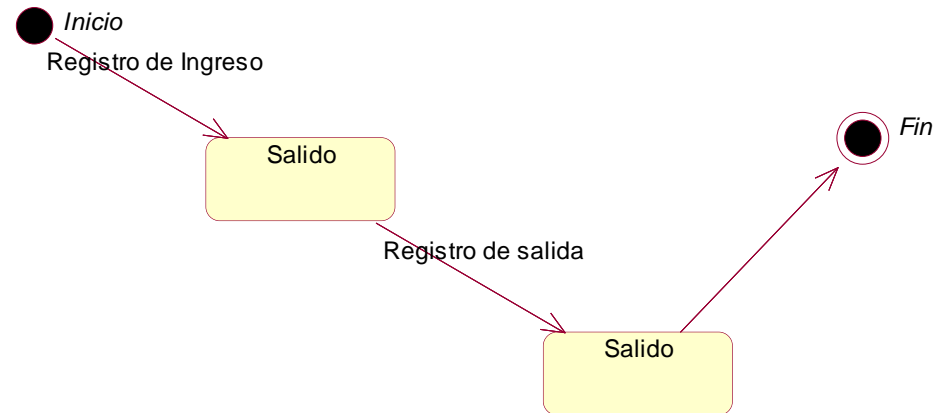 Inicio
Registro de Ingreso
Salido
Fin
Registro de salida
Salido